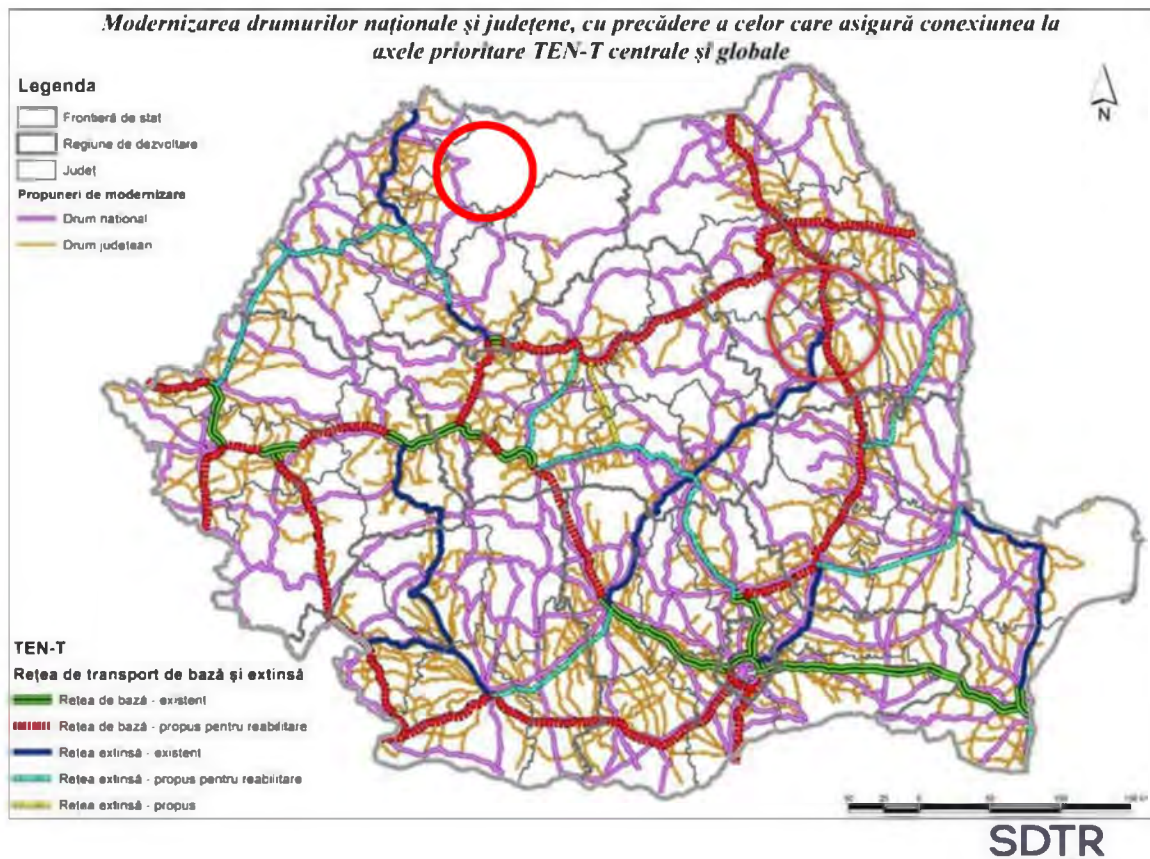 Modernizarea drumurilor naționale și județene, cu precădere a celor care asigură conexiunea la
axele prioritare TEN-T centrale și globale
Legenda
Frontieră de stat
Regiune de dezvoltare
Județ
Propuneri de modernizare
Drum national
Drum județean
N
TEN-T
Rețea de transport de bază și extinsă
Rețea de bază - existent
Rețea de bază - propus pentru reabilitare
Rețea extinsă - existent
Rețea extinsă - propus pentru reabilitare
Rețea extinsă - propus
SDTR